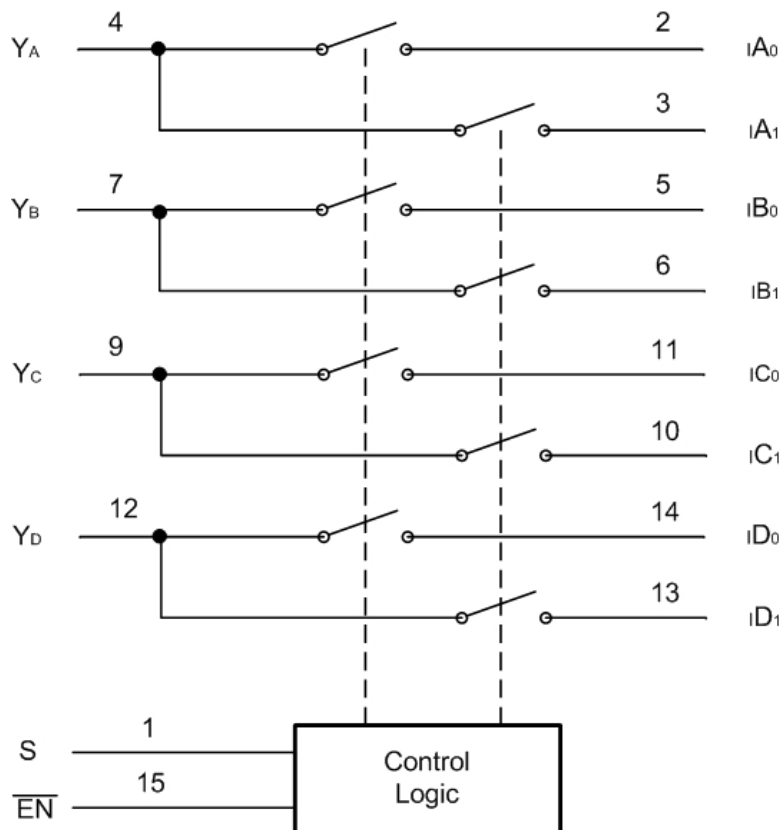 YA 4 2 IA0
3 IA1
YB 7 5 IB0
6 IB1
YC 9 11 IC0
10 IC1
YD 12 14 ID0
13 ID1
S 1
Control
Logic
EN 15